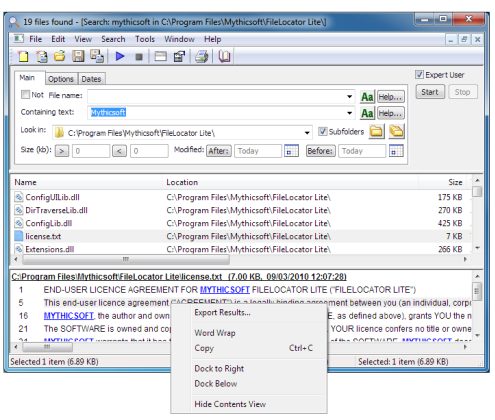 19 files found - [Search: mythicsoft in C:\Program Files\Mythicsoft\FileLocator Lite\]
File Edit View Search Tools Window Help
Main Options Dates
Expert User
Not File name:
Aa Help...
Start Stop
Containing text: Mythicsoft
Aa Help...
Look in: C:\Program Files\Mythicsoft\FileLocator Lite\
Subfolders
Size (kb): > 0 < 0 Modified: After: Today Before: Today
Name Location Size
ConfigUILib.dll C:\Program Files\Mythicsoft\FileLocator Lite\ 175 KB
DirTraverseLib.dll C:\Program Files\Mythicsoft\FileLocator Lite\ 270 KB
ConfigLib.dll C:\Program Files\Mythicsoft\FileLocator Lite\ 425 KB
license.txt C:\Program Files\Mythicsoft\FileLocator Lite\ 7 KB
Extensions.dll C:\Program Files\Mythicsoft\FileLocator Lite\ 266 KB
C:\Program Files\Mythicsoft\FileLocator Lite\license.txt (7.00 KB, 09/03/2010 12:07:28)
1 END-USER LICENCE AGREEMENT FOR MYTHICSOFT FILELOCATOR LITE ("FILELOCATOR LITE")
5 This end-user licence agreement ("AGREEMENT") is a legally binding agreement between you (an individual, corp
16 MYTHICSOFT, the author and own E, as defined above), grants YOU the n
19 The SOFTWARE is owned and cop YOUR licence confers no title or owne
21 MYTHICSOFT warrants that it has of the SOFTWARE. MYTHICSOFT
Export Results...
Word Wrap
Copy Ctrl+C
Dock to Right
Dock Below
Hide Contents View
Selected 1 item (6.89 KB) Selected: 1 item (6.89 KB)